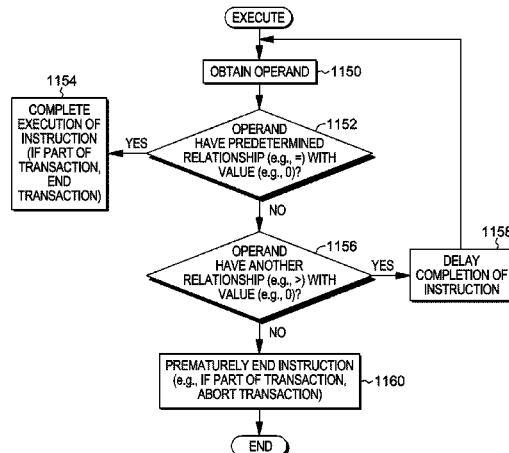 EXECUTE
OBTAIN OPERAND
1150
1154
COMPLETE
EXECUTION OF
INSTRUCTION
(IF PART OF
TRANSACTION,
END
TRANSACTION)
YES
1152
OPERAND
HAVE PREDETERMINED
RELATIONSHIP (e.g., =) WITH
VALUE (e.g., 0)?
NO
1156
OPERAND
HAVE ANOTHER
RELATIONSHIP (e.g., >) WITH
VALUE (e.g., 0)?
YES
1158
DELAY
COMPLETION OF
INSTRUCTION
NO
PREMATURELY END INSTRUCTION
(e.g., IF PART OF TRANSACTION,
ABORT TRANSACTION)
1160
END